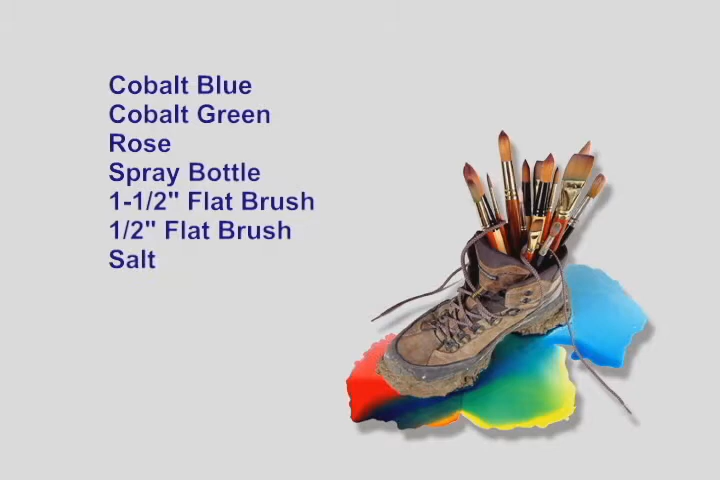 Cobalt Blue
Cobalt Green
Rose
Spray Bottle
1-1/2" Flat Brush
1/2" Flat Brush
Salt